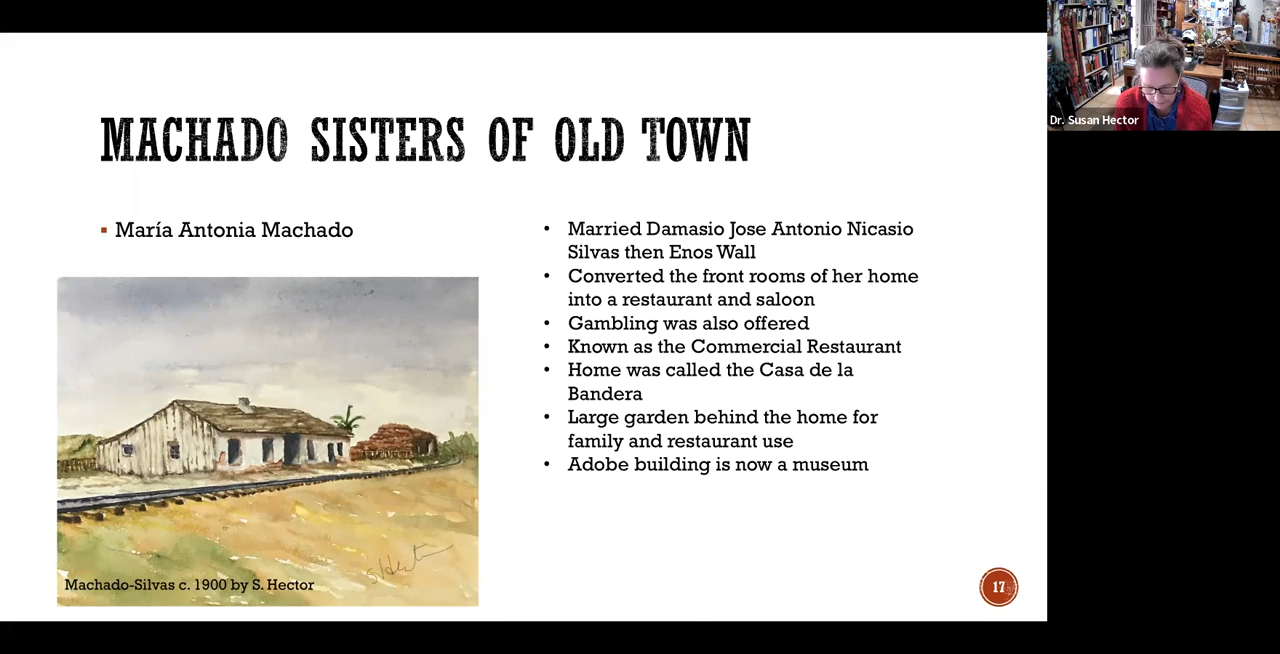 MACHADO SISTERS OF OLD TOWN
María Antonia Machado
Married Damasio Jose Antonio Nicasio
Silvas then Enos Wall
Converted the front rooms of her home
into a restaurant and saloon
Gambling was also offered
Known as the Commercial Restaurant
Home was called the Casa de la
Bandera
Large garden behind the home for
family and restaurant use
Adobe building is now a museum
S Hector
Machado-Silvas c. 1900 by S. Hector
17
Dr. Susan Hector